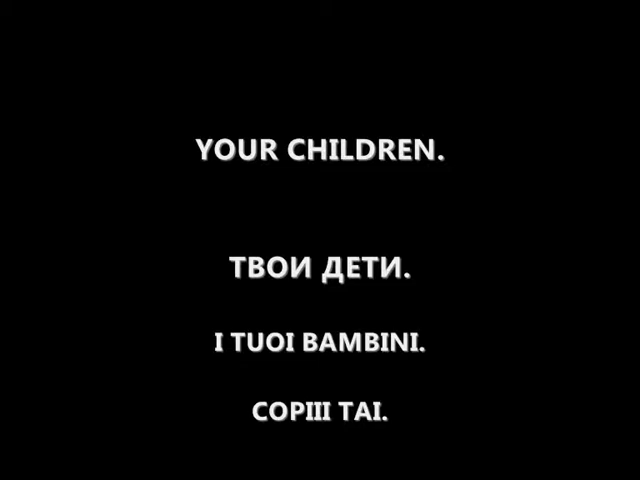 YOUR CHILDREN.
ТВОИ ДЕТИ.
I TUOI BAMBINI.
COPIII TAI.